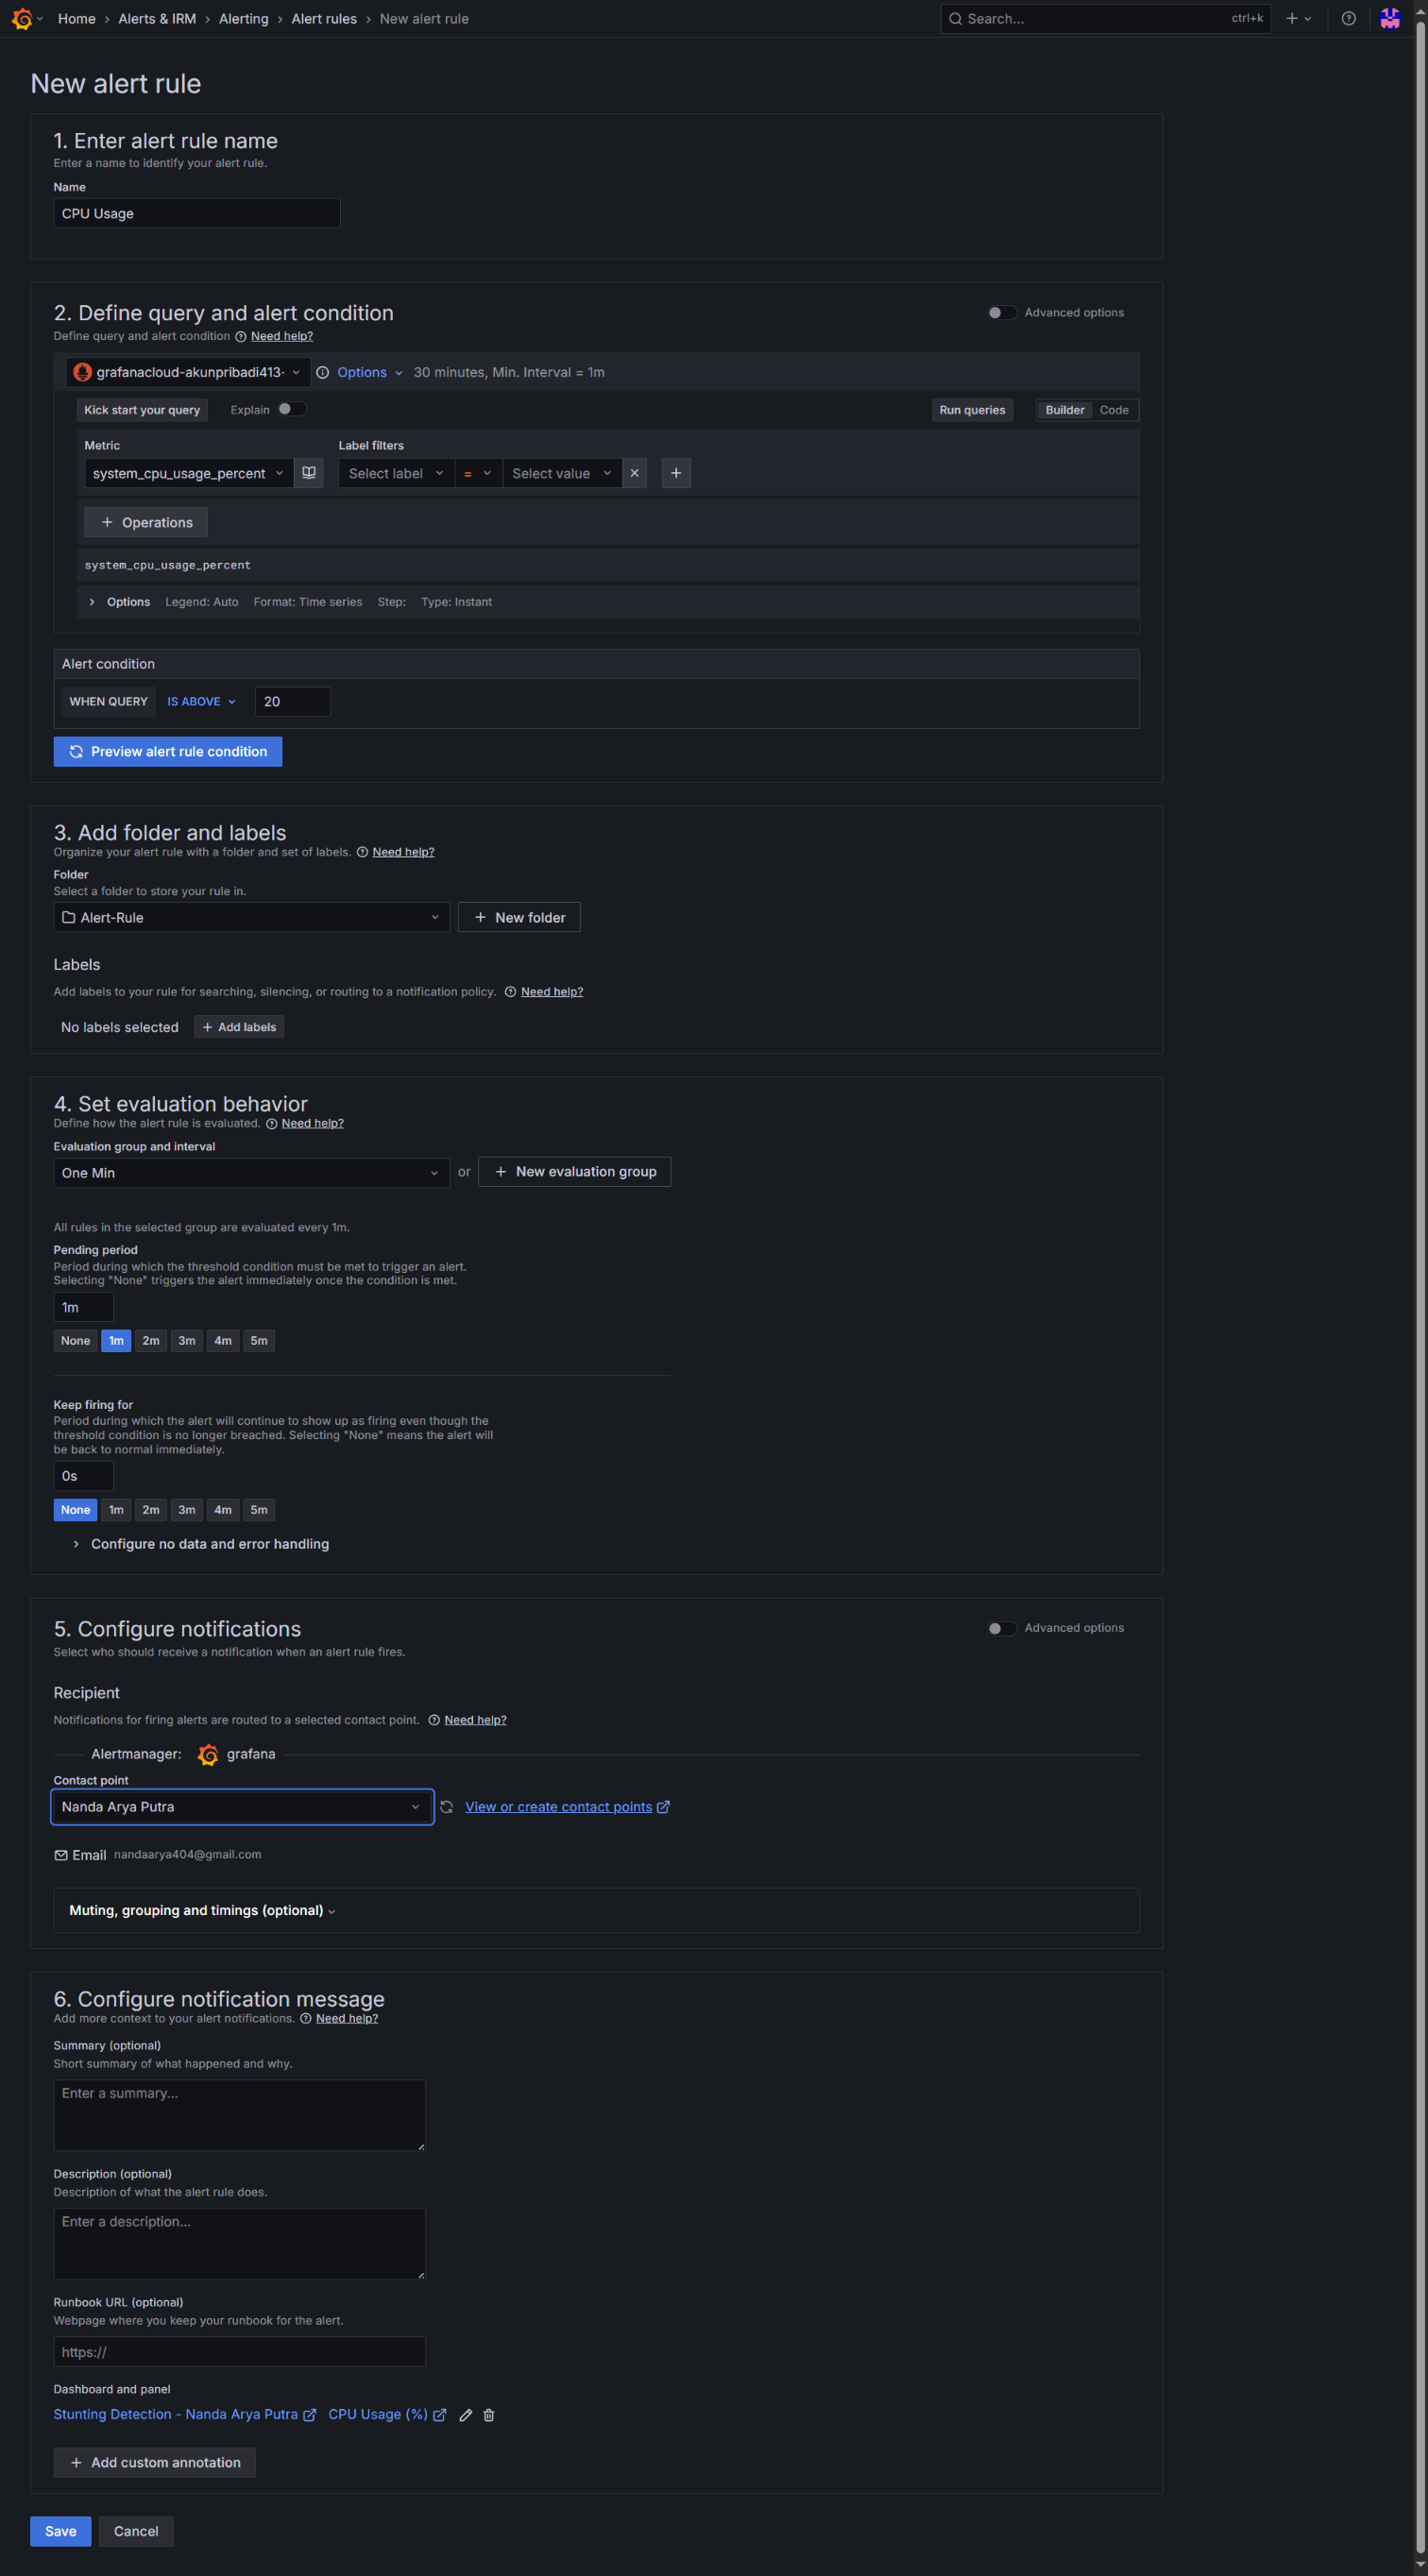 Home › Alerts & IRM › Alerting › Alert rules › New alert rule
Search... ctrl+k
New alert rule
1. Enter alert rule name
Enter a name to identify your alert rule.
Name
CPU Usage
2. Define query and alert condition
Advanced options
Define query and alert condition Need help?
grafanacloud-akunpribadi413- Options 30 minutes, Min. Interval = 1m
Kick start your query Explain Run queries Builder Code
Metric Label filters
system_cpu_usage_percent Select label = Select value
+ Operations
system_cpu_usage_percent
Options Legend: Auto Format: Time series Step: Type: Instant
Alert condition
WHEN QUERY IS ABOVE 20
Preview alert rule condition
3. Add folder and labels
Organize your alert rule with a folder and set of labels. Need help?
Folder
Select a folder to store your rule in.
Alert-Rule + New folder
Labels
Add labels to your rule for searching, silencing, or routing to a notification policy. Need help?
No labels selected + Add labels
4. Set evaluation behavior
Define how the alert rule is evaluated. Need help?
Evaluation group and interval
One Min or + New evaluation group
All rules in the selected group are evaluated every 1m.
Pending period
Period during which the threshold condition must be met to trigger an alert.
Selecting "None" triggers the alert immediately once the condition is met.
1m
None 1m 2m 3m 4m 5m
Keep firing for
Period during which the alert will continue to show up as firing even though the
threshold condition is no longer breached. Selecting "None" means the alert will
be back to normal immediately.
0s
None 1m 2m 3m 4m 5m
Configure no data and error handling
5. Configure notifications
Advanced options
Select who should receive a notification when an alert rule fires.
Recipient
Notifications for firing alerts are routed to a selected contact point. Need help?
Alertmanager: grafana
Contact point
Nanda Arya Putra View or create contact points
Email nandaarya404@gmail.com
Muting, grouping and timings (optional)
6. Configure notification message
Add more context to your alert notifications. Need help?
Summary (optional)
Short summary of what happened and why.
Enter a summary...
Description (optional)
Description of what the alert rule does.
Enter a description...
Runbook URL (optional)
Webpage where you keep your runbook for the alert.
https://
Dashboard and panel
Stunting Detection - Nanda Arya Putra CPU Usage (%)
+ Add custom annotation
Save Cancel